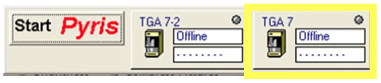 Start Pyris
TGA 7-2
Offline
--------
TGA 7
Offline
--------